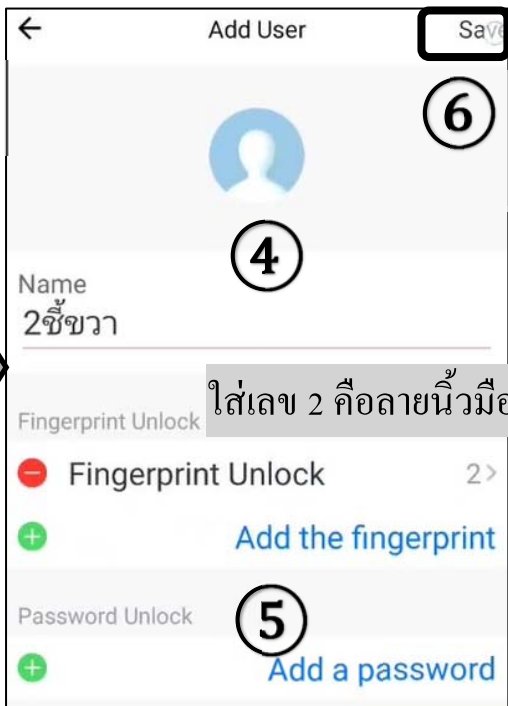 Add User
Save
⑥
④
Name
2ชี้ขวา
ใส่เลข 2 คือลายนิ้วมือ
Fingerprint Unlock
Fingerprint Unlock 2
Add the fingerprint
Password Unlock
⑤
Add a password